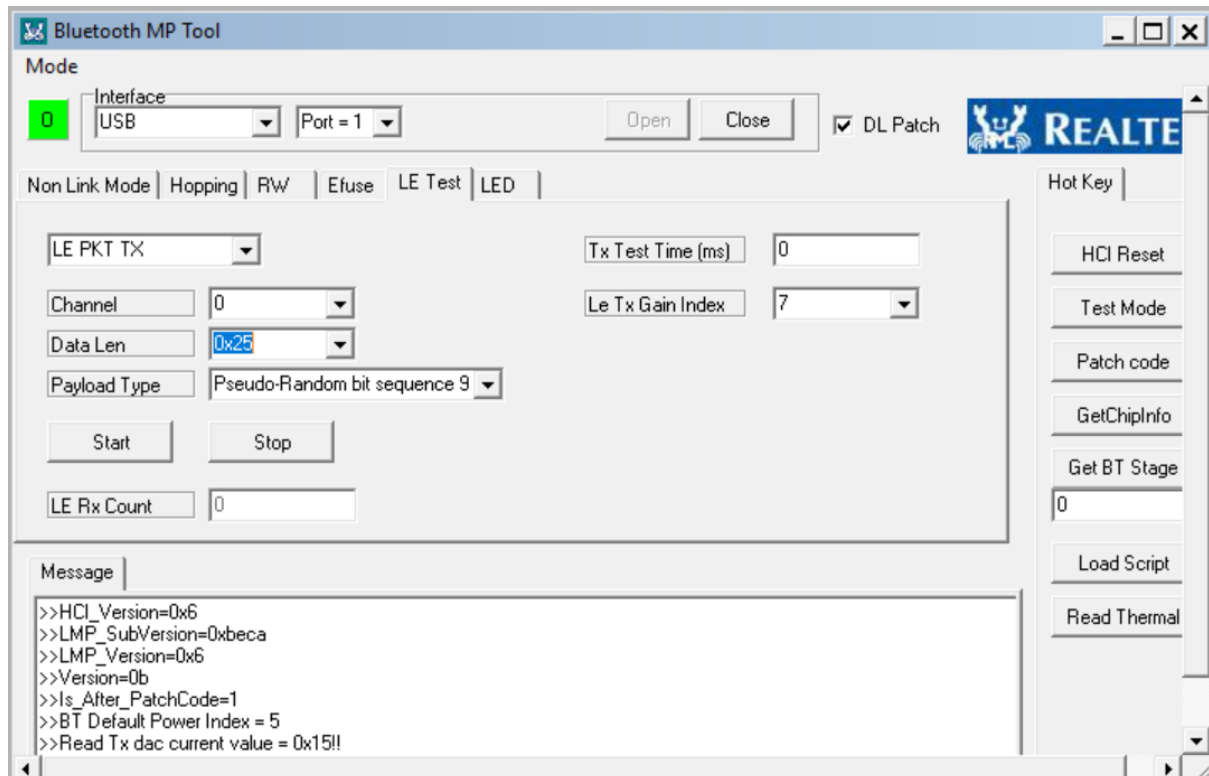 Bluetooth MP Tool
Mode
Interface
0 USB Port = 1 Open Close DL Patch REALTE
Non Link Mode Hopping RW Efuse LE Test LED Hot Key
LE PKT TX Tx Test Time (ms) 0 HCI Reset
Channel 0 Le Tx Gain Index 7 Test Mode
Data Len 0x25
Patch code
Payload Type Pseudo-Random bit sequence 9
GetChipInfo
Start Stop
Get BT Stage
LE Rx Count 0 0
Load Script
Message
Read Thermal
>>HCI_Version=0x6
>>LMP_SubVersion=0xbeca
>>LMP_Version=0x6
>>Version=0b
>>Is_After_PatchCode=1
>>BT Default Power Index = 5
>>Read Tx dac current value = 0x15!!